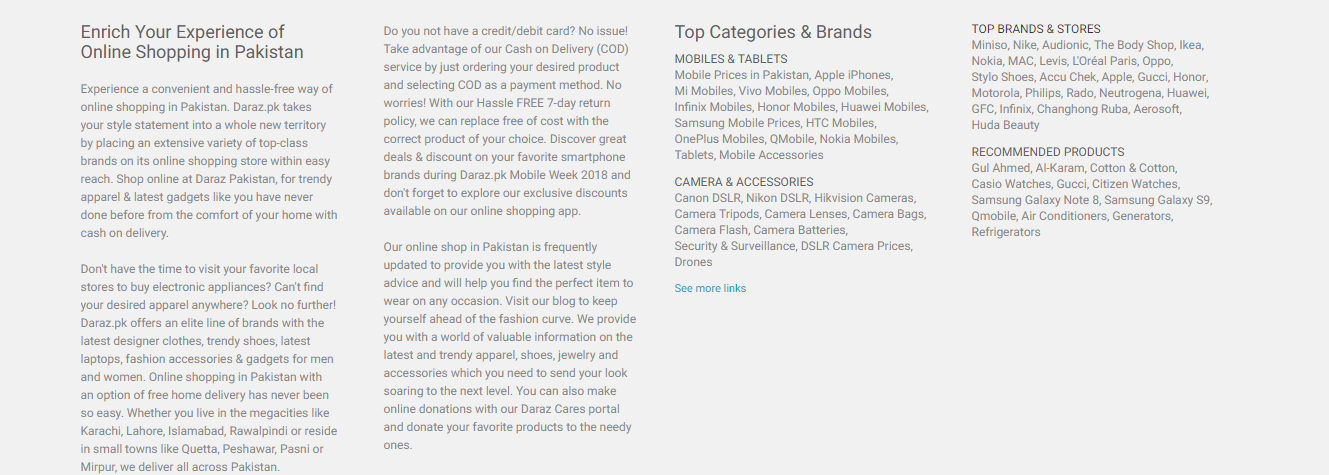 Enrich Your Experience of
Online Shopping in Pakistan
Experience a convenient and hassle-free way of
online shopping in Pakistan. Daraz.pk takes
your style statement into a whole new territory
by placing an extensive variety of top-class
brands on its online shopping store within easy
reach. Shop online at Daraz Pakistan, for trendy
apparel & latest gadgets like you have never
done before from the comfort of your home with
cash on delivery.
Don't have the time to visit your favorite local
stores to buy electronic appliances? Can't find
your desired apparel anywhere? Look no further!
Daraz.pk offers an elite line of brands with the
latest designer clothes, trendy shoes, latest
laptops, fashion accessories & gadgets for men
and women. Online shopping in Pakistan with
an option of free home delivery has never been
so easy. Whether you live in the megacities like
Karachi, Lahore, Islamabad, Rawalpindi or reside
in small towns like Quetta, Peshawar, Pasni or
Mirpur, we deliver all across Pakistan.
Do you not have a credit/debit card? No issue!
Take advantage of our Cash on Delivery (COD)
service by just ordering your desired product
and selecting COD as a payment method. No
worries! With our Hassle FREE 7-day return
policy, we can replace free of cost with the
correct product of your choice. Discover great
deals & discount on your favorite smartphone
brands during Daraz.pk Mobile Week 2018 and
don't forget to explore our exclusive discounts
available on our online shopping app.
Our online shop in Pakistan is frequently
updated to provide you with the latest style
advice and will help you find the perfect item to
wear on any occasion. Visit our blog to keep
yourself ahead of the fashion curve. We provide
you with a world of valuable information on the
latest and trendy apparel, shoes, jewelry and
accessories which you need to send your look
soaring to the next level. You can also make
online donations with our Daraz Cares portal
and donate your favorite products to the needy
ones.
Top Categories & Brands
MOBILES & TABLETS
Mobile Prices in Pakistan, Apple iPhones,
Mi Mobiles, Vivo Mobiles, Oppo Mobiles,
Infinix Mobiles, Honor Mobiles, Huawei Mobiles,
Samsung Mobile Prices, HTC Mobiles,
OnePlus Mobiles, QMobile, Nokia Mobiles,
Tablets, Mobile Accessories
CAMERA & ACCESSORIES
Canon DSLR, Nikon DSLR, Hikvision Cameras,
Camera Tripods, Camera Lenses, Camera Bags,
Camera Flash, Camera Batteries,
Security & Surveillance, DSLR Camera Prices,
Drones
See more links
TOP BRANDS & STORES
Miniso, Nike, Audionic, The Body Shop, Ikea,
Nokia, MAC, Levis, L'Oréal Paris, Oppo,
Stylo Shoes, Accu Chek, Apple, Gucci, Honor,
Motorola, Philips, Rado, Neutrogena, Huawei,
GFC, Infinix, Changhong Ruba, Aerosoft,
Huda Beauty
RECOMMENDED PRODUCTS
Gul Ahmed, Al-Karam, Cotton & Cotton,
Casio Watches, Gucci, Citizen Watches,
Samsung Galaxy Note 8, Samsung Galaxy S9,
Qmobile, Air Conditioners, Generators,
Refrigerators